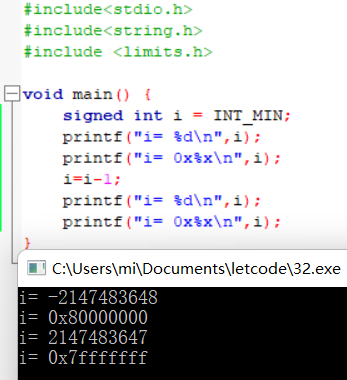 #include<stdio.h>
#include<string.h>
#include <limits.h>
void main() {
    signed int i = INT_MIN;
    printf("i= %d\n",i);
    printf("i= 0x%x\n",i);
    i=i-1;
    printf("i= %d\n",i);
    printf("i= 0x%x\n",i);
}
C:\Users\mi\Documents\letcode\32.exe
i= -2147483648
i= 0x80000000
i= 2147483647
i= 0x7fffffff